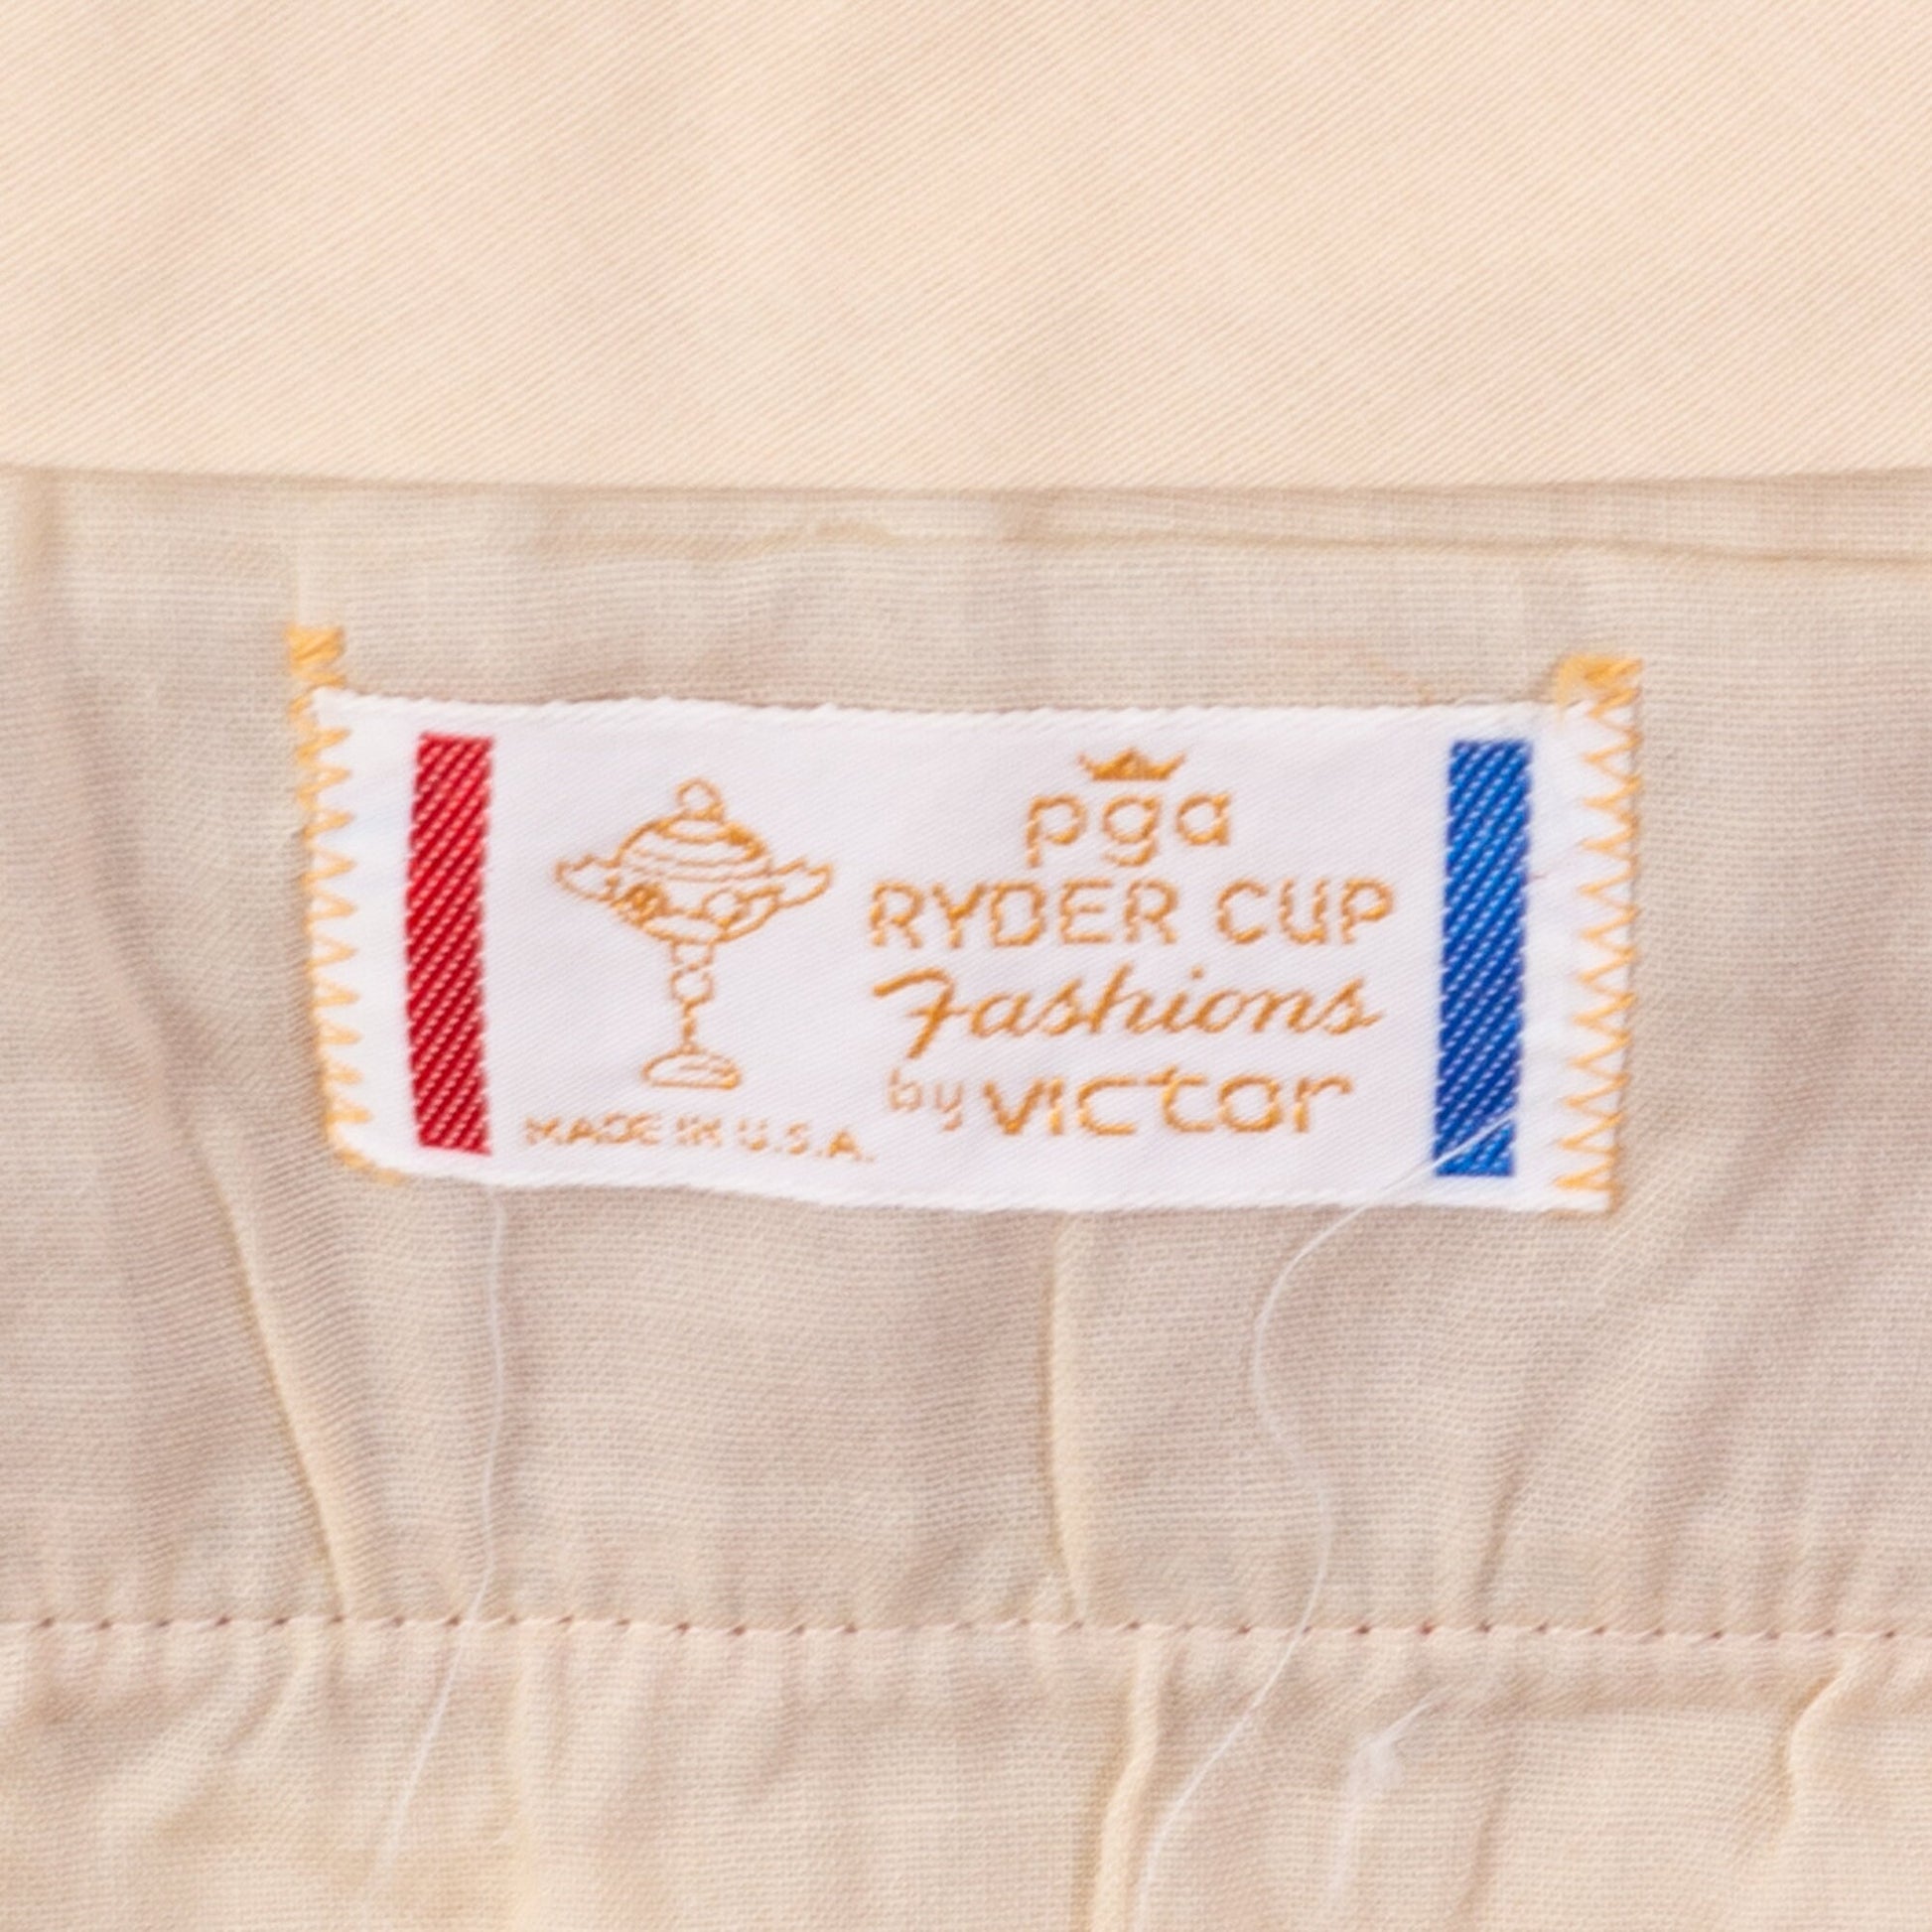 pga
RYDER CUP
Fashions
by victor
MADE IN U.S.A.